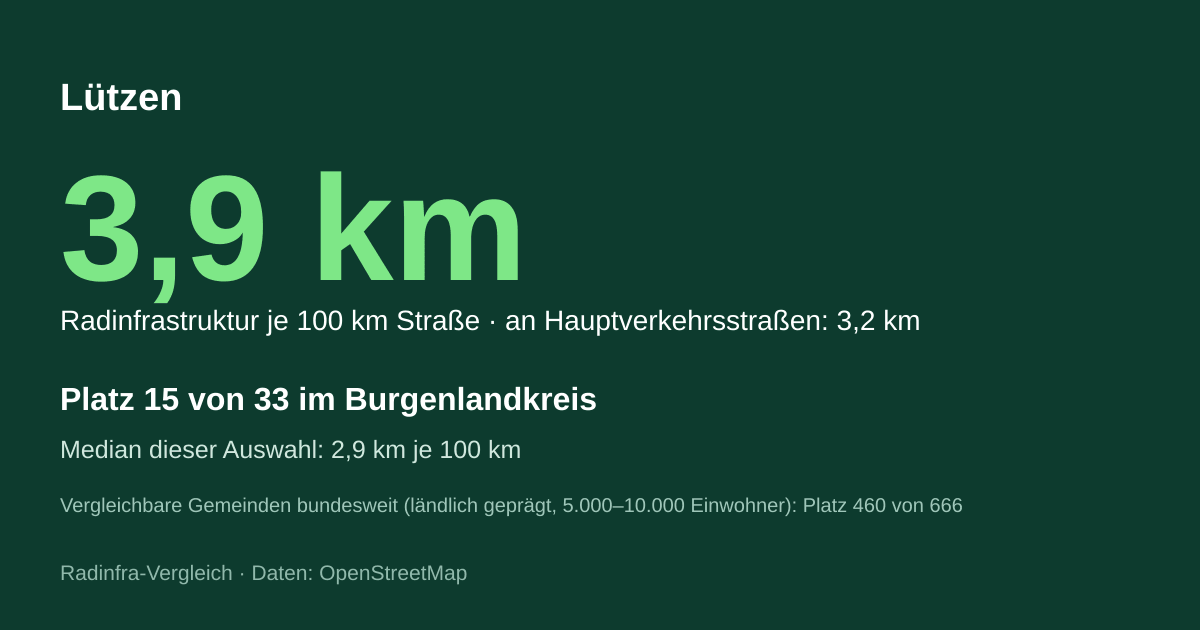 Lützen
3,9 km
Radinfrastruktur je 100 km Straße · an Hauptverkehrsstraßen: 3,2 km
Platz 15 von 33 im Burgenlandkreis
Median dieser Auswahl: 2,9 km je 100 km
Vergleichbare Gemeinden bundesweit (ländlich geprägt, 5.000–10.000 Einwohner): Platz 460 von 666
Radinfra-Vergleich · Daten: OpenStreetMap